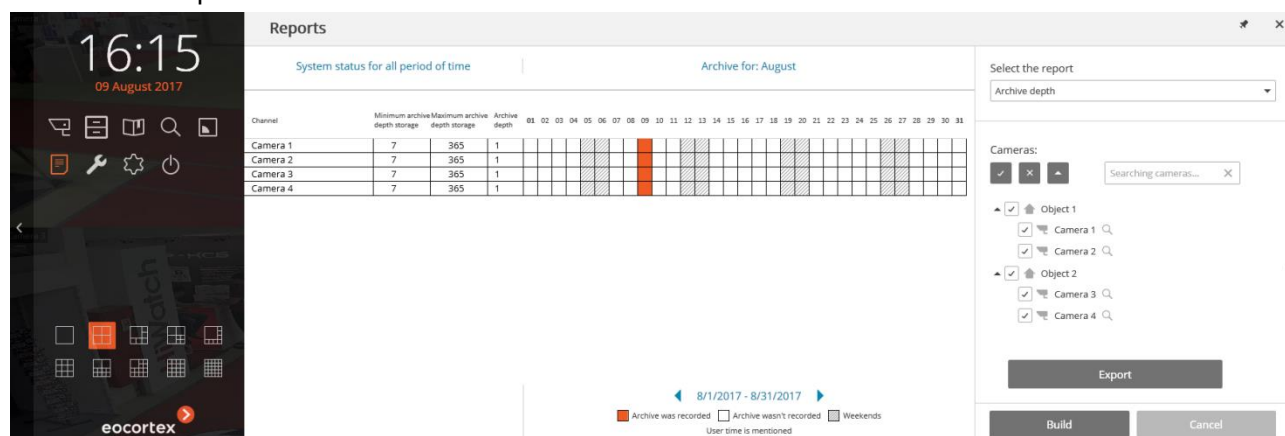 16:15
09 August 2017
eocortex
Reports
System status for all period of time
Archive for: August
Channel
Minimum archive depth storage
Maximum archive depth storage
Archive depth
01 02 03 04 05 06 07 08 09 10 11 12 13 14 15 16 17 18 19 20 21 22 23 24 25 26 27 28 29 30 31
Camera 1 7 365 1
Camera 2 7 365 1
Camera 3 7 365 1
Camera 4 7 365 1
8/1/2017 - 8/31/2017
Archive was recorded Archive wasn't recorded Weekends
User time is mentioned
Select the report
Archive depth
Cameras:
Searching cameras...
Object 1
Camera 1
Camera 2
Object 2
Camera 3
Camera 4
Export
Build Cancel